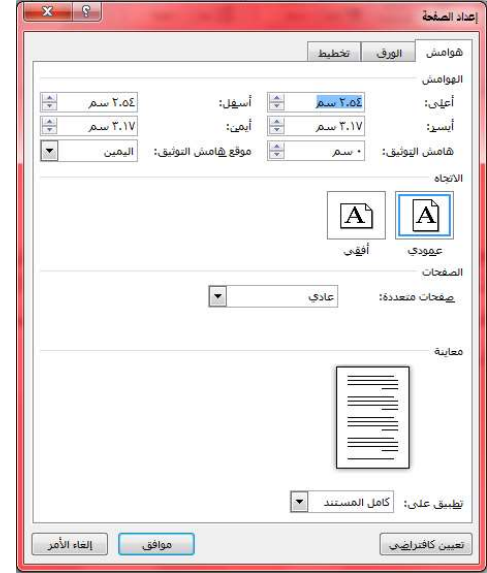 إعداد الصفحة
هوامش الورق تخطيط
الهوامش
أعلى: ٢.٥٤ سم أسفل: ٢.٥٤ سم
أيسر: ٣.١٧ سم أيمن: ٣.١٧ سم
هامش التوثيق: ٠ سم موقع هامش التوثيق: اليمين
الاتجاه
A A
عمودي أفقي
الصفحات
صفحات متعددة: عادي
معاينة
تطبيق على: كامل المستند
تعيين كافتراضي موافق إلغاء الأمر